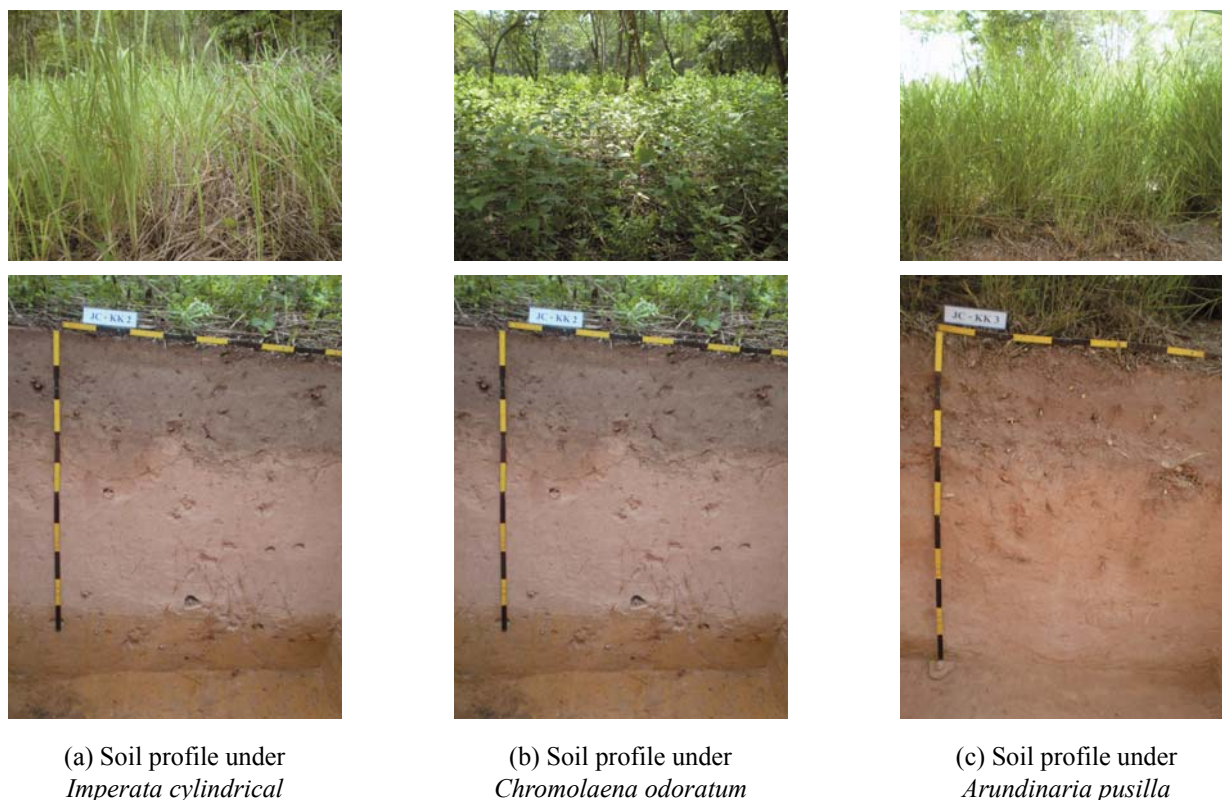 JC - KK 2
JC - KK 2
JC - KK 3
(a) Soil profile under
Imperata cylindrical
(b) Soil profile under
Chromolaena odoratum
(c) Soil profile under
Arundinaria pusilla